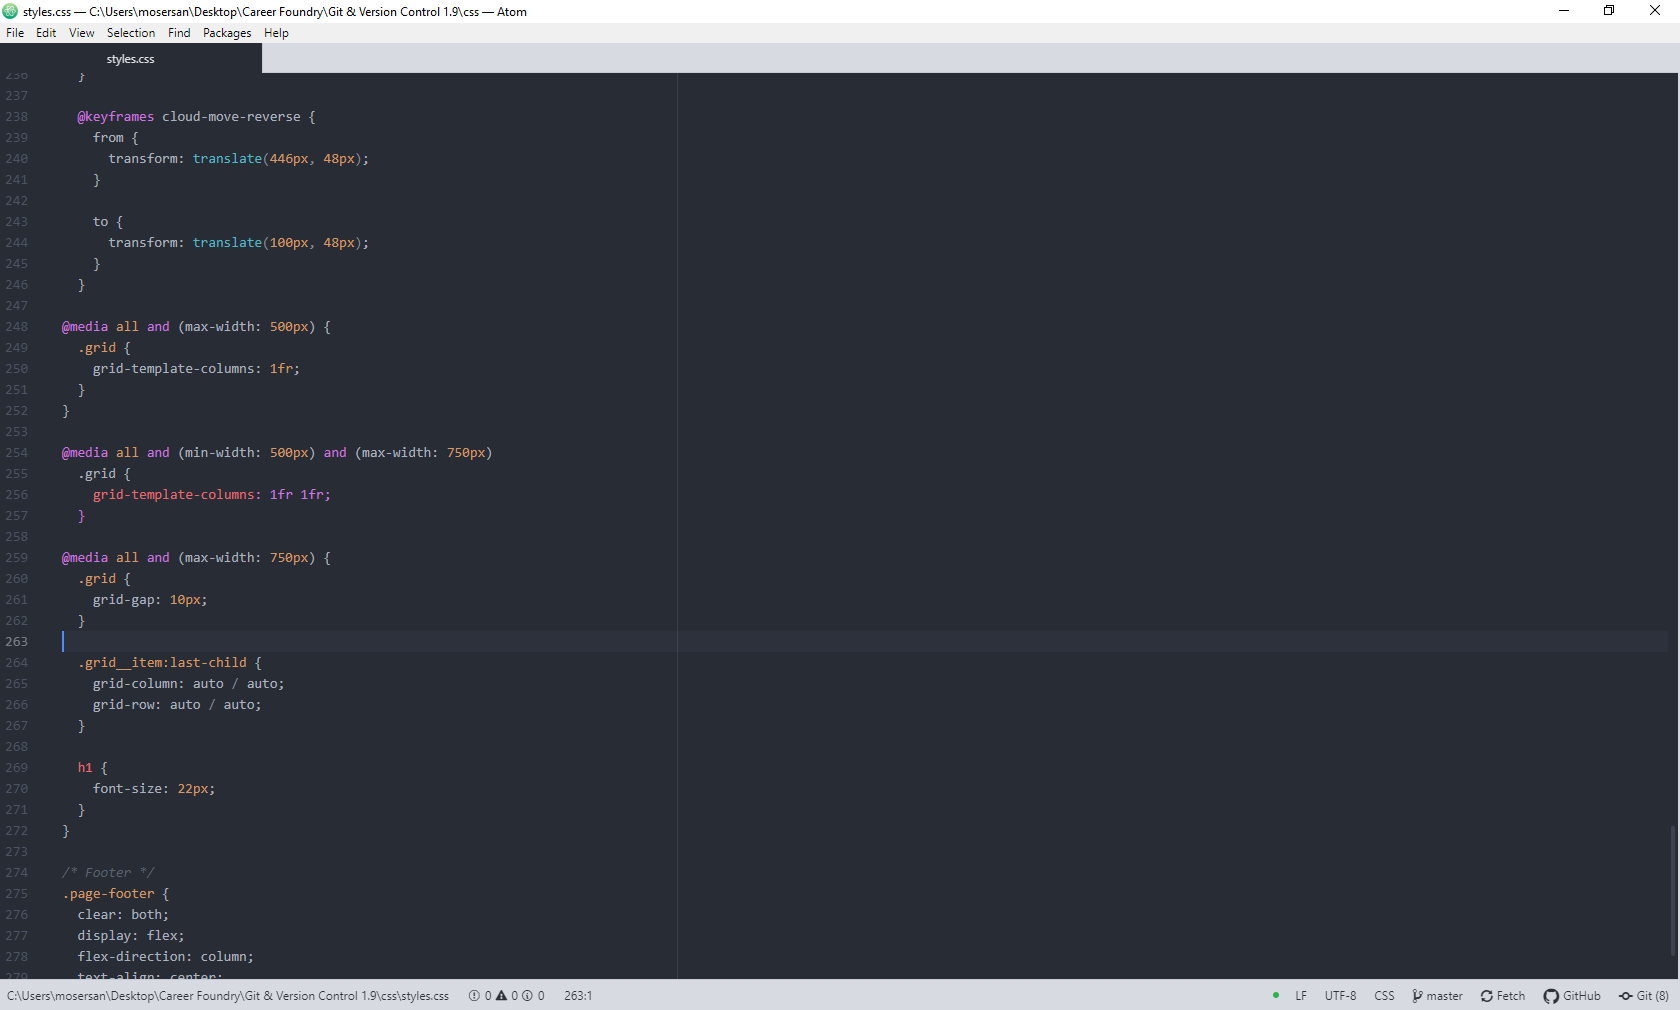 styles.css — C:\Users\mosersan\Desktop\Career Foundry\Git & Version Control 1.9\css — Atom
File Edit View Selection Find Packages Help
styles.css
236 }
237
238 @keyframes cloud-move-reverse {
239 from {
240 transform: translate(446px, 48px);
241 }
242
243 to {
244 transform: translate(100px, 48px);
245 }
246 }
247
248 @media all and (max-width: 500px) {
249 .grid {
250 grid-template-columns: 1fr;
251 }
252 }
253
254 @media all and (min-width: 500px) and (max-width: 750px)
255 .grid {
256 grid-template-columns: 1fr 1fr;
257 }
258
259 @media all and (max-width: 750px) {
260 .grid {
261 grid-gap: 10px;
262 }
263
264 .grid__item:last-child {
265 grid-column: auto / auto;
266 grid-row: auto / auto;
267 }
268
269 h1 {
270 font-size: 22px;
271 }
272 }
273
274 /* Footer */
275 .page-footer {
276 clear: both;
277 display: flex;
278 flex-direction: column;
279 text-align: center;
C:\Users\mosersan\Desktop\Career Foundry\Git & Version Control 1.9\css\styles.css 0 0 0 263:1 LF UTF-8 CSS master Fetch GitHub Git (8)